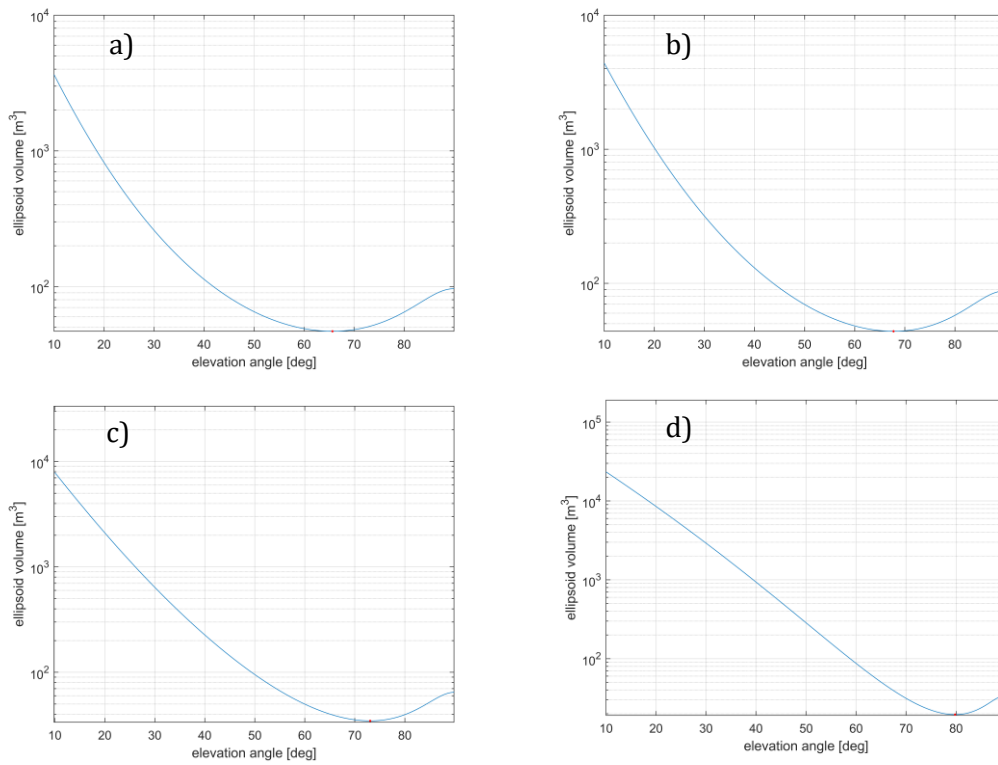 a)
10^4
10^3
10^2
ellipsoid volume [m^3]
10 20 30 40 50 60 70 80
elevation angle [deg]
b)
10^4
10^3
10^2
ellipsoid volume [m^3]
10 20 30 40 50 60 70 80
elevation angle [deg]
c)
10^4
10^3
10^2
ellipsoid volume [m^3]
10 20 30 40 50 60 70 80
elevation angle [deg]
d)
10^5
10^4
10^3
10^2
ellipsoid volume [m^3]
10 20 30 40 50 60 70 80
elevation angle [deg]